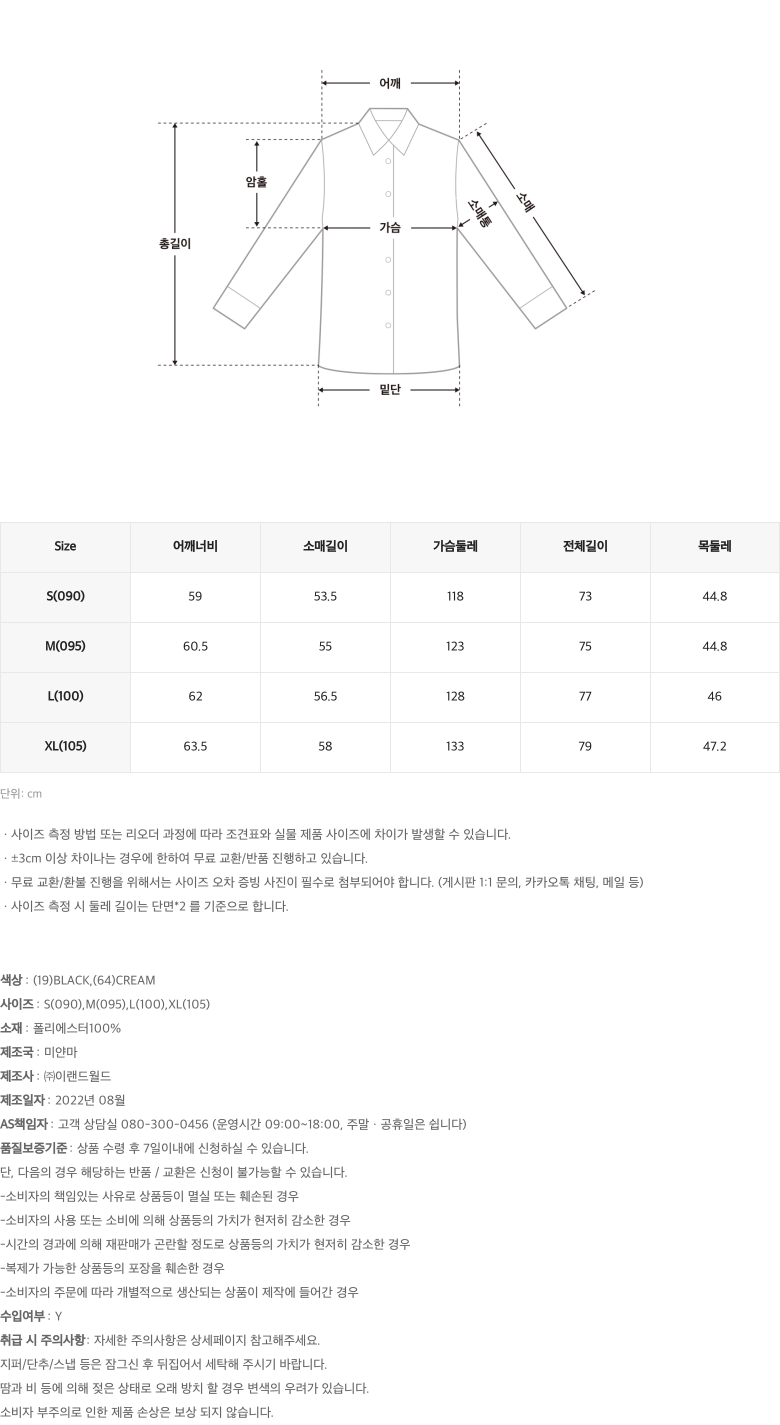 어깨
암홀
소매
소매통
가슴
총길이
밑단
Size 어깨너비 소매길이 가슴둘레 전체길이 목둘레
S(090) 59 53.5 118 73 44.8
M(095) 60.5 55 123 75 44.8
L(100) 62 56.5 128 77 46
XL(105) 63.5 58 133 79 47.2
단위: cm
· 사이즈 측정 방법 또는 리오더 과정에 따라 조견표와 실물 제품 사이즈에 차이가 발생할 수 있습니다.
· ±3cm 이상 차이나는 경우에 한하여 무료 교환/반품 진행하고 있습니다.
· 무료 교환/환불 진행을 위해서는 사이즈 오차 증빙 사진이 필수로 첨부되어야 합니다. (게시판 1:1 문의, 카카오톡 채팅, 메일 등)
· 사이즈 측정 시 둘레 길이는 단면*2 를 기준으로 합니다.
색상 : (19)BLACK,(64)CREAM
사이즈 : S(090),M(095),L(100),XL(105)
소재 : 폴리에스터100%
제조국 : 미얀마
제조사 : ㈜이랜드월드
제조일자 : 2022년 08월
AS책임자 : 고객 상담실 080-300-0456 (운영시간 09:00~18:00, 주말 · 공휴일은 쉽니다)
품질보증기준 : 상품 수령 후 7일이내에 신청하실 수 있습니다.
단, 다음의 경우 해당하는 반품 / 교환은 신청이 불가능할 수 있습니다.
-소비자의 책임있는 사유로 상품등이 멸실 또는 훼손된 경우
-소비자의 사용 또는 소비에 의해 상품등의 가치가 현저히 감소한 경우
-시간의 경과에 의해 재판매가 곤란할 정도로 상품등의 가치가 현저히 감소한 경우
-복제가 가능한 상품등의 포장을 훼손한 경우
-소비자의 주문에 따라 개별적으로 생산되는 상품이 제작에 들어간 경우
수입여부 : Y
취급 시 주의사항 : 자세한 주의사항은 상세페이지 참고해주세요.
지퍼/단추/스냅 등은 잠그신 후 뒤집어서 세탁해 주시기 바랍니다.
땀과 비 등에 의해 젖은 상태로 오래 방치 할 경우 변색의 우려가 있습니다.
소비자 부주의로 인한 제품 손상은 보상 되지 않습니다.